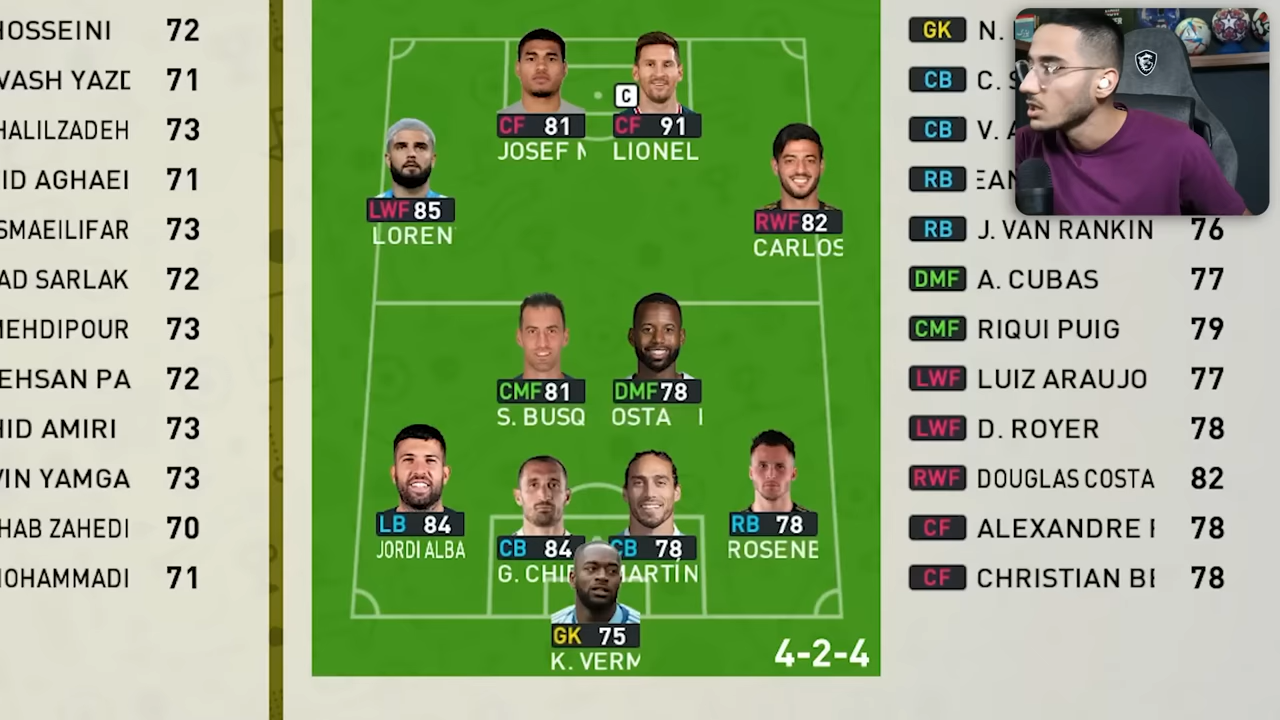 HOSSEINI 72
VASH YAZD 71
HALILZADEH 73
ID AGHAEI 71
SMAEILIFAR 73
AD SARLAK 72
MEHDIPOUR 73
EHSAN PA 72
HID AMIRI 73
VIN YAMGA 73
HAB ZAHEDI 70
MOHAMMADI 71
CF 81
JOSEF M
C
CF 91
LIONEL
LWF 85
LOREN
RWF 82
CARLOS
CMF 81
S. BUSQ
DMF 78
OSTA
LB 84
JORDI ALBA
CB 84
G. CHIE
CB 78
MARTÍN
RB 78
ROSENE
GK 75
K. VERM
4-2-4
GK N.
CB C. S
CB V. A
RB EAN
RB J. VAN RANKIN 76
DMF A. CUBAS 77
CMF RIQUI PUIG 79
LWF LUIZ ARAUJO 77
LWF D. ROYER 78
RWF DOUGLAS COSTA 82
CF ALEXANDRE 78
CF CHRISTIAN BE 78